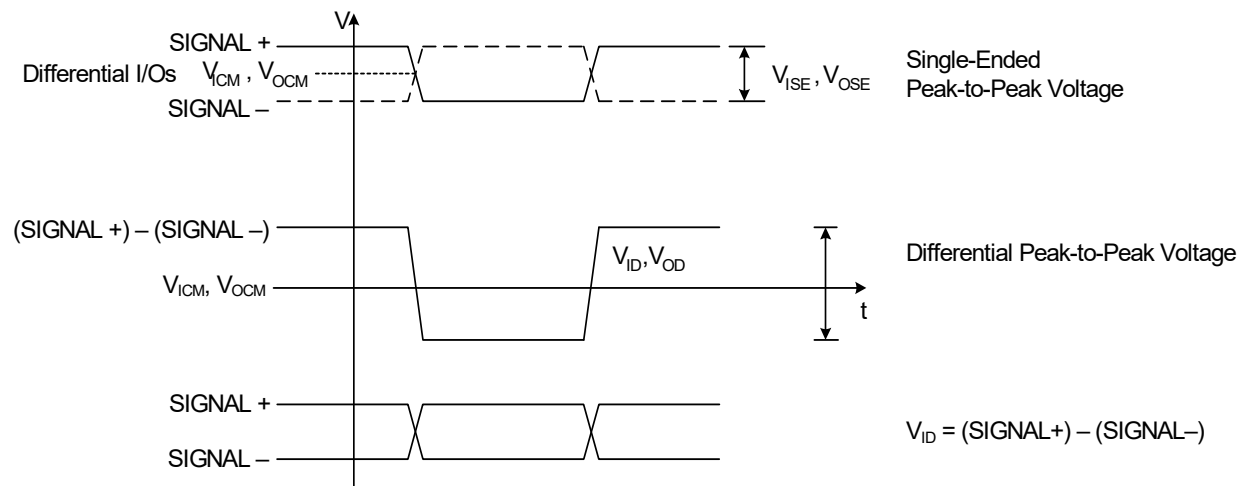 V
SIGNAL +
Differential I/Os V_ICM , V_OCM
SIGNAL –
V_ISE , V_OSE
Single-Ended
Peak-to-Peak Voltage
(SIGNAL +) – (SIGNAL –)
V_ID, V_OD
Differential Peak-to-Peak Voltage
V_ICM, V_OCM
t
SIGNAL +
SIGNAL –
V_ID = (SIGNAL+) – (SIGNAL–)